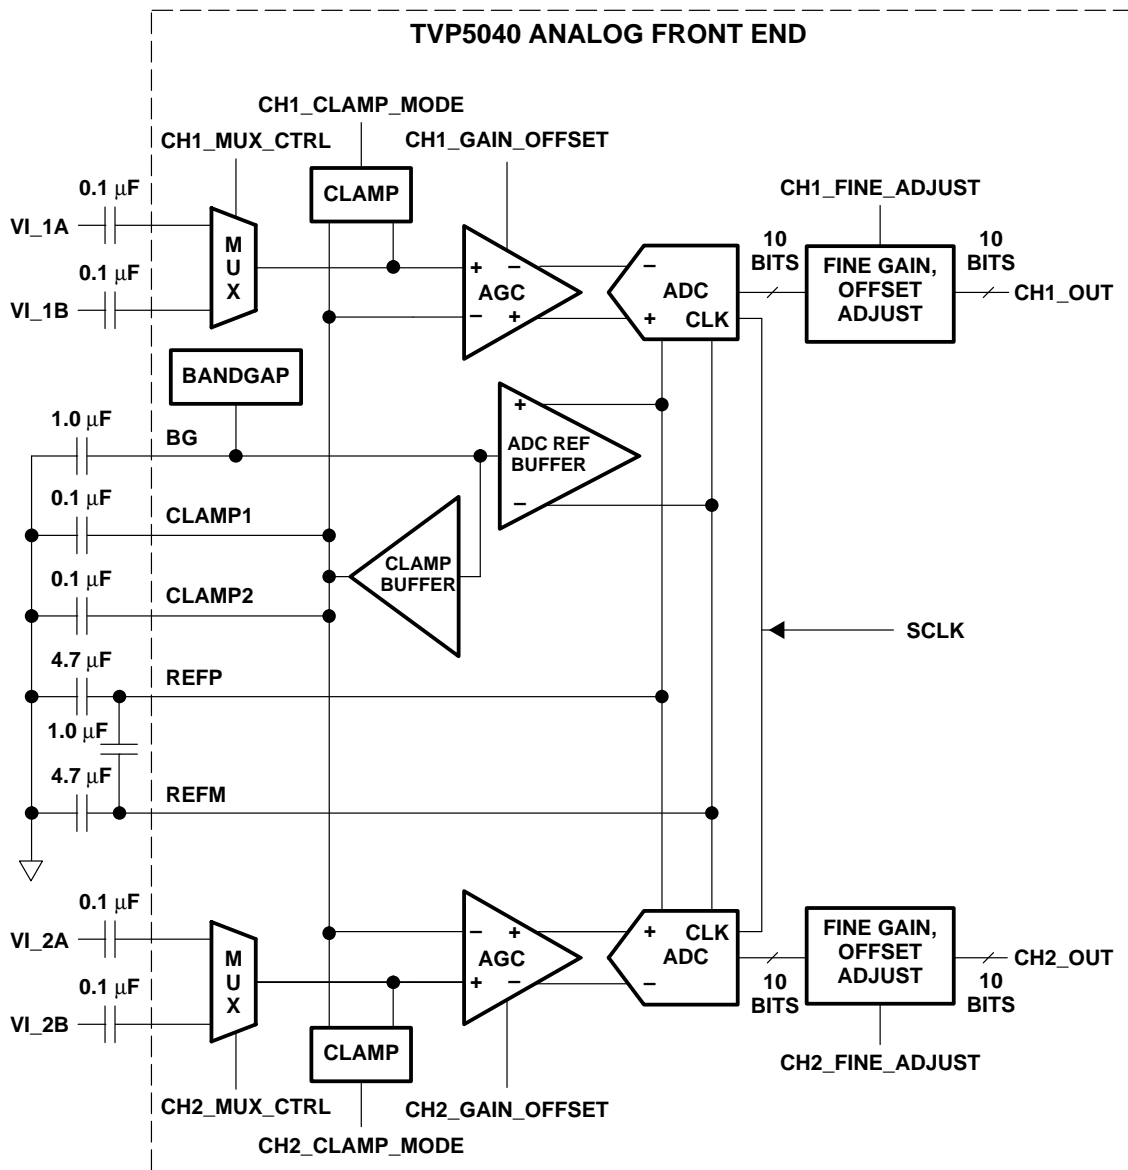 TVP5040 ANALOG FRONT END
CH1_CLAMP_MODE
CH1_MUX_CTRL
CH1_GAIN_OFFSET
0.1 μF
CLAMP
CH1_FINE_ADJUST
VI_1A
M
U
X
10
BITS
10
BITS
0.1 μF
+
−
AGC
−
+
−
ADC
+
CLK
FINE GAIN,
OFFSET
ADJUST
CH1_OUT
VI_1B
BANDGAP
1.0 μF
BG
+
ADC REF
BUFFER
−
0.1 μF
CLAMP1
CLAMP
BUFFER
0.1 μF
CLAMP2
SCLK
4.7 μF
REFP
1.0 μF
4.7 μF
REFM
0.1 μF
VI_2A
M
U
X
−
+
AGC
+
−
+
CLK
ADC
−
FINE GAIN,
OFFSET
ADJUST
CH2_OUT
0.1 μF
10
BITS
10
BITS
VI_2B
CLAMP
CH2_FINE_ADJUST
CH2_MUX_CTRL
CH2_GAIN_OFFSET
CH2_CLAMP_MODE